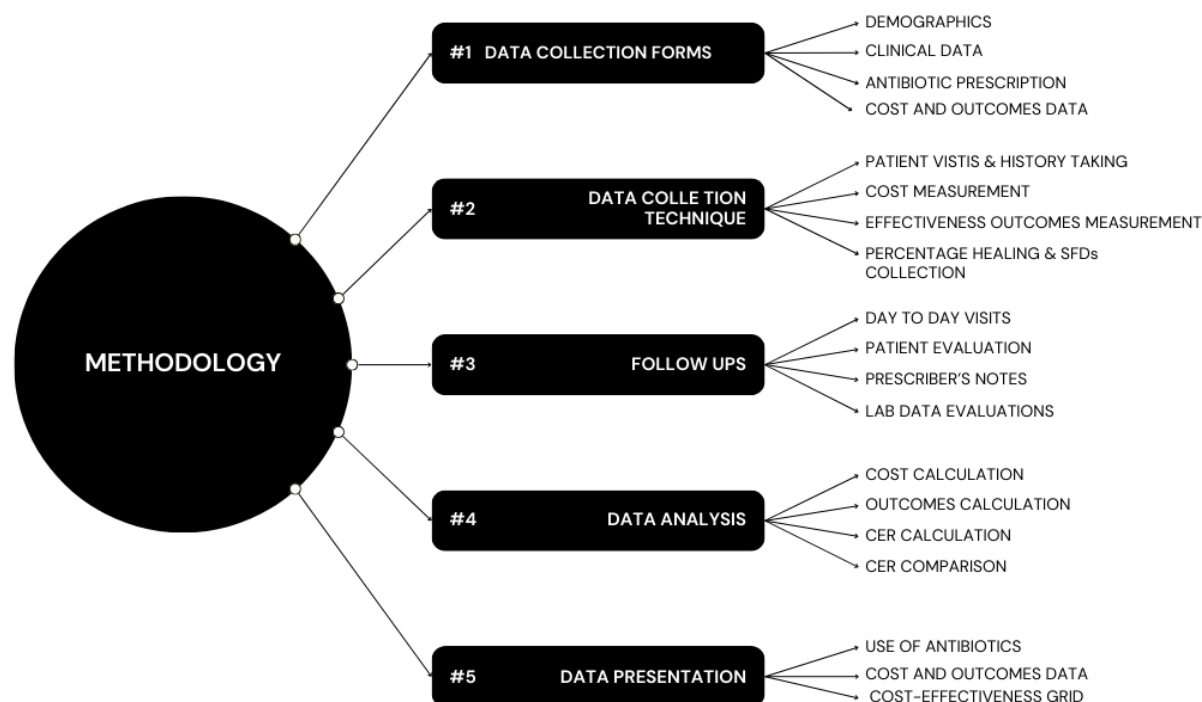 METHODOLOGY
#1 DATA COLLECTION FORMS
DEMOGRAPHICS
CLINICAL DATA
ANTIBIOTIC PRESCRIPTION
COST AND OUTCOMES DATA
#2 DATA COLLE TION
TECHNIQUE
PATIENT VISTIS & HISTORY TAKING
COST MEASUREMENT
EFFECTIVENESS OUTCOMES MEASUREMENT
PERCENTAGE HEALING & SFDs
COLLECTION
#3 FOLLOW UPS
DAY TO DAY VISITS
PATIENT EVALUATION
PRESCRIBER'S NOTES
LAB DATA EVALUATIONS
#4 DATA ANALYSIS
COST CALCULATION
OUTCOMES CALCULATION
CER CALCULATION
CER COMPARISON
#5 DATA PRESENTATION
USE OF ANTIBIOTICS
COST AND OUTCOMES DATA
COST-EFFECTIVENESS GRID